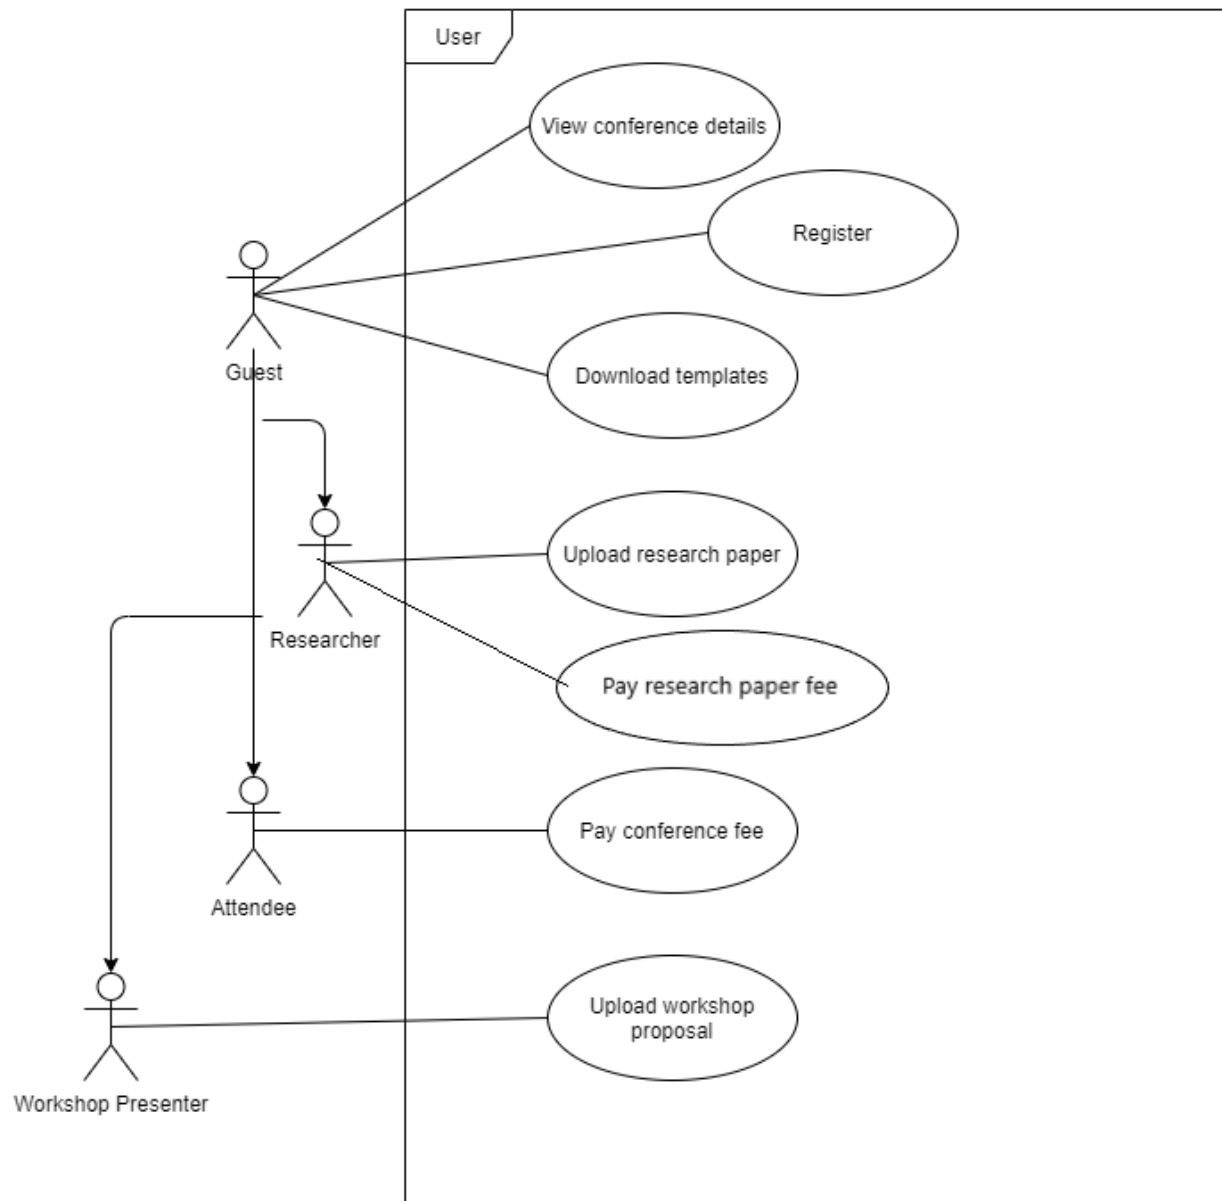 User
View conference details
Register
Guest
Download templates
Upload research paper
Researcher
Pay research paper fee
Pay conference fee
Attendee
Upload workshop
proposal
Workshop Presenter